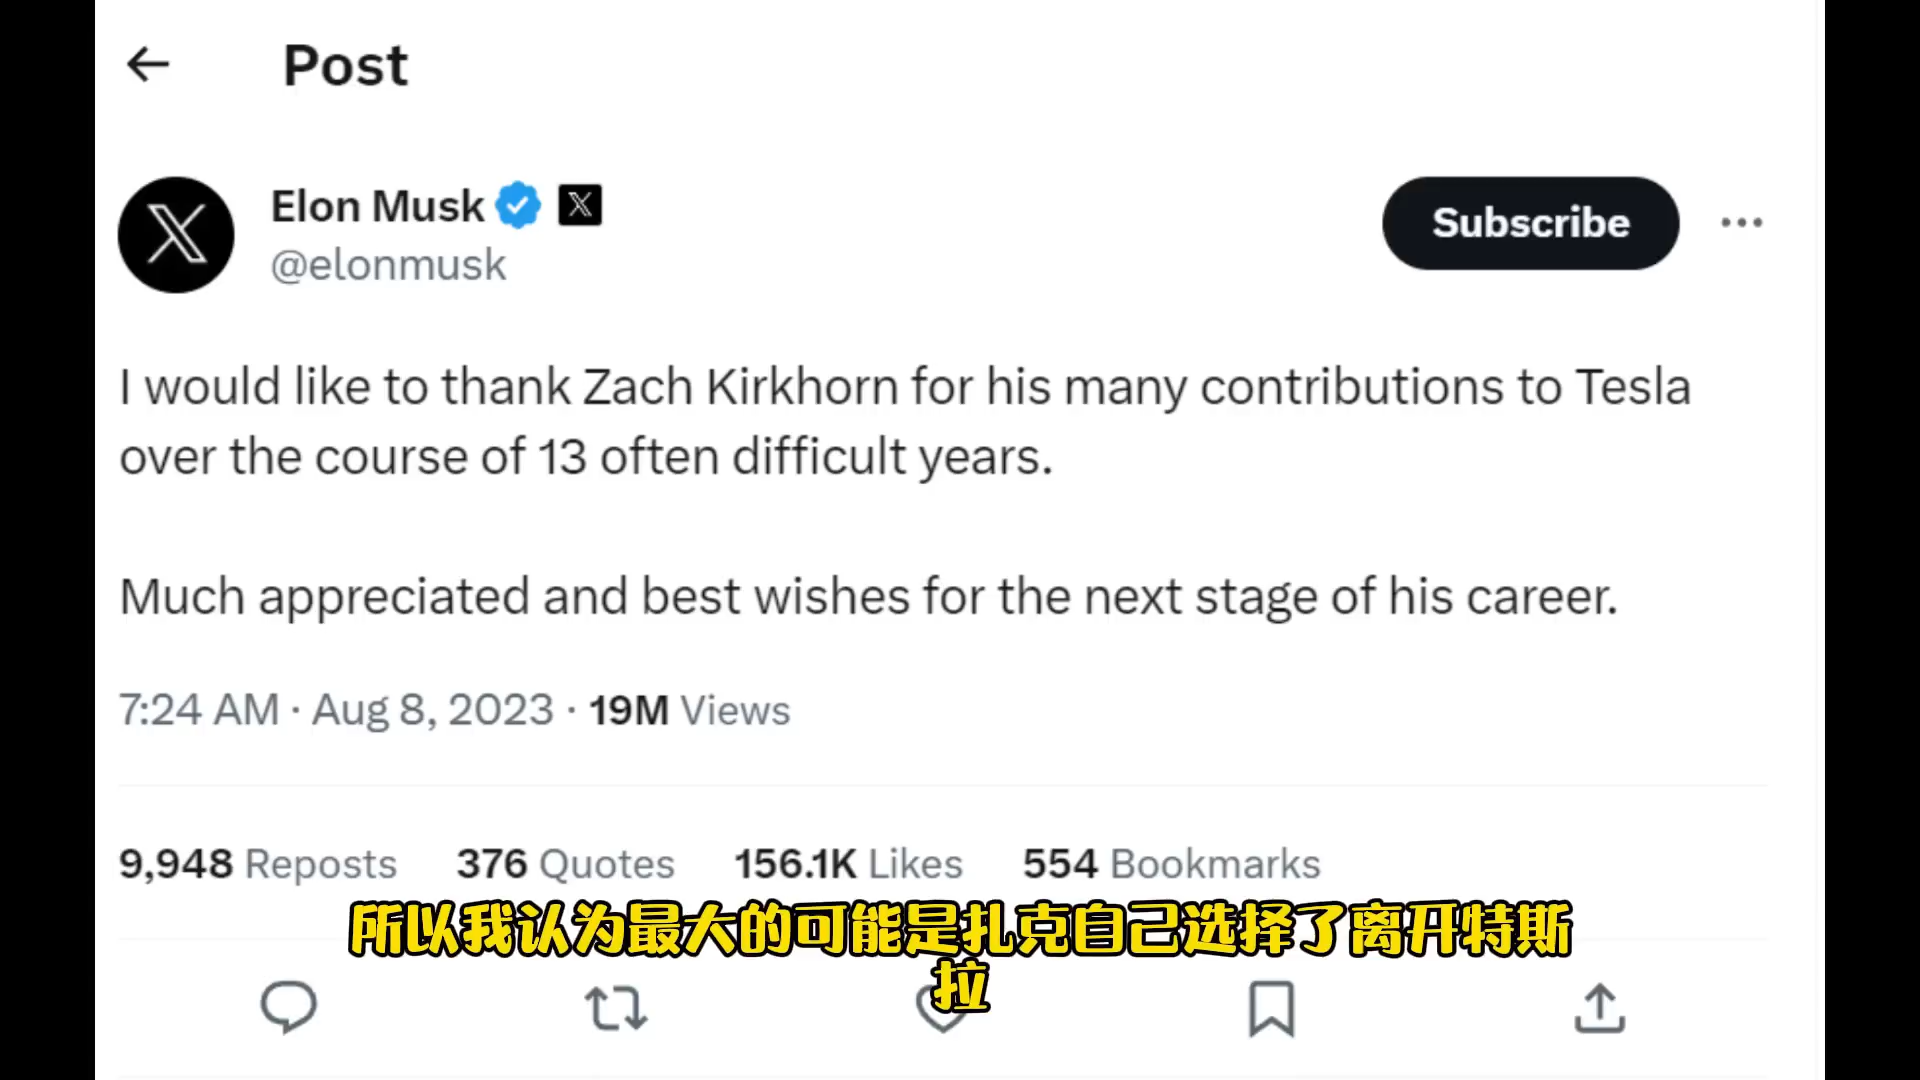 Post
Elon Musk
@elonmusk
Subscribe
I would like to thank Zach Kirkhorn for his many contributions to Tesla
over the course of 13 often difficult years.
Much appreciated and best wishes for the next stage of his career.
7:24 AM · Aug 8, 2023 · 19M Views
9,948 Reposts 376 Quotes 156.1K Likes 554 Bookmarks
所以我认为最大的可能是扎克自己选择了离开特斯
拉